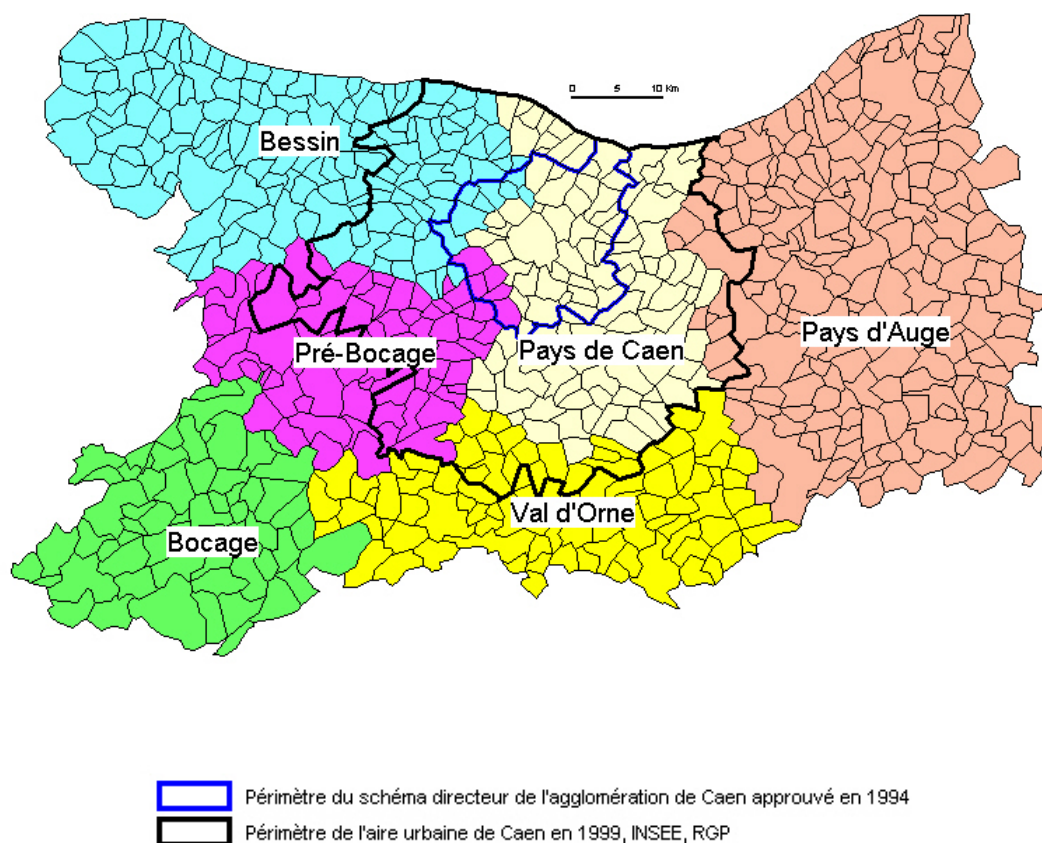 0 5 10 Km
Bessin
Pré-Bocage
Pays de Caen
Pays d'Auge
Val d'Orne
Bocage
Périmètre du schéma directeur de l'agglomération de Caen approuvé en 1994
Périmètre de l'aire urbaine de Caen en 1999, INSEE, RGP